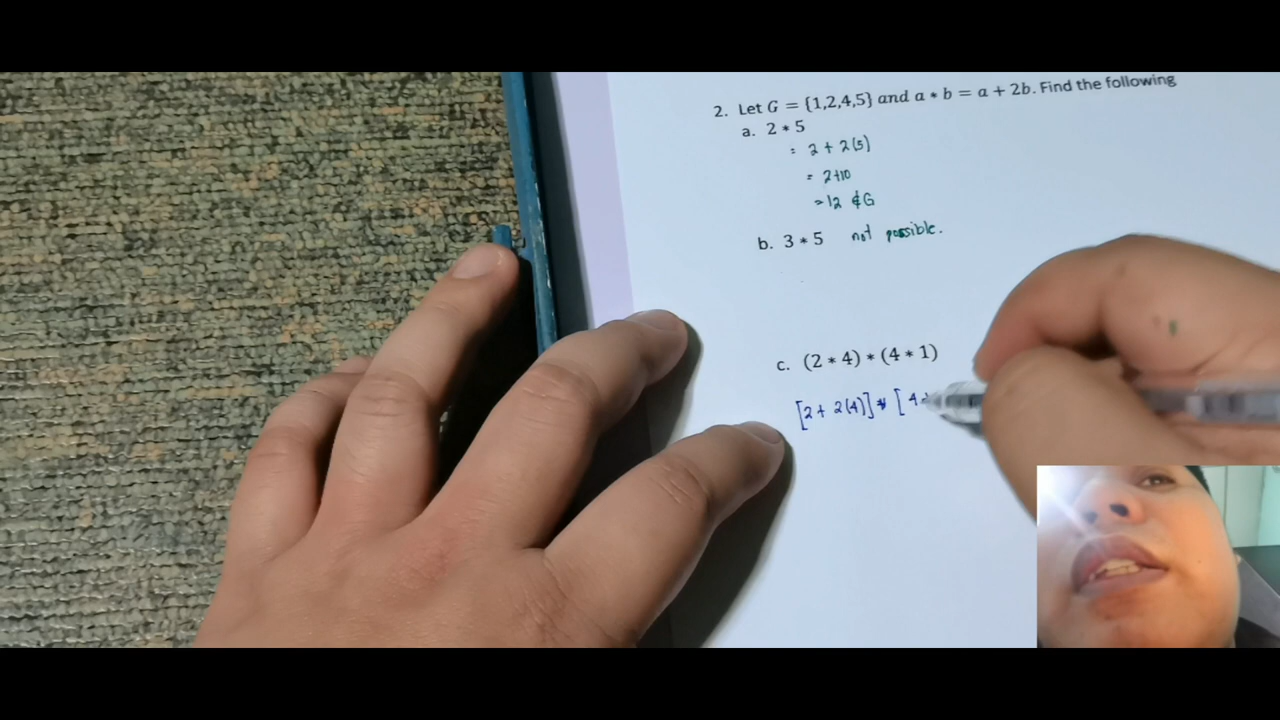 2. Let G = {1,2,4,5} and a ∗ b = a + 2b. Find the following
a. 2 ∗ 5
= 2 + 2(5)
= 2+10
= 12 ∉ G
b. 3 ∗ 5 not possible.
c. (2 ∗ 4) ∗ (4 ∗ 1)
[2 + 2(4)] * [ 4